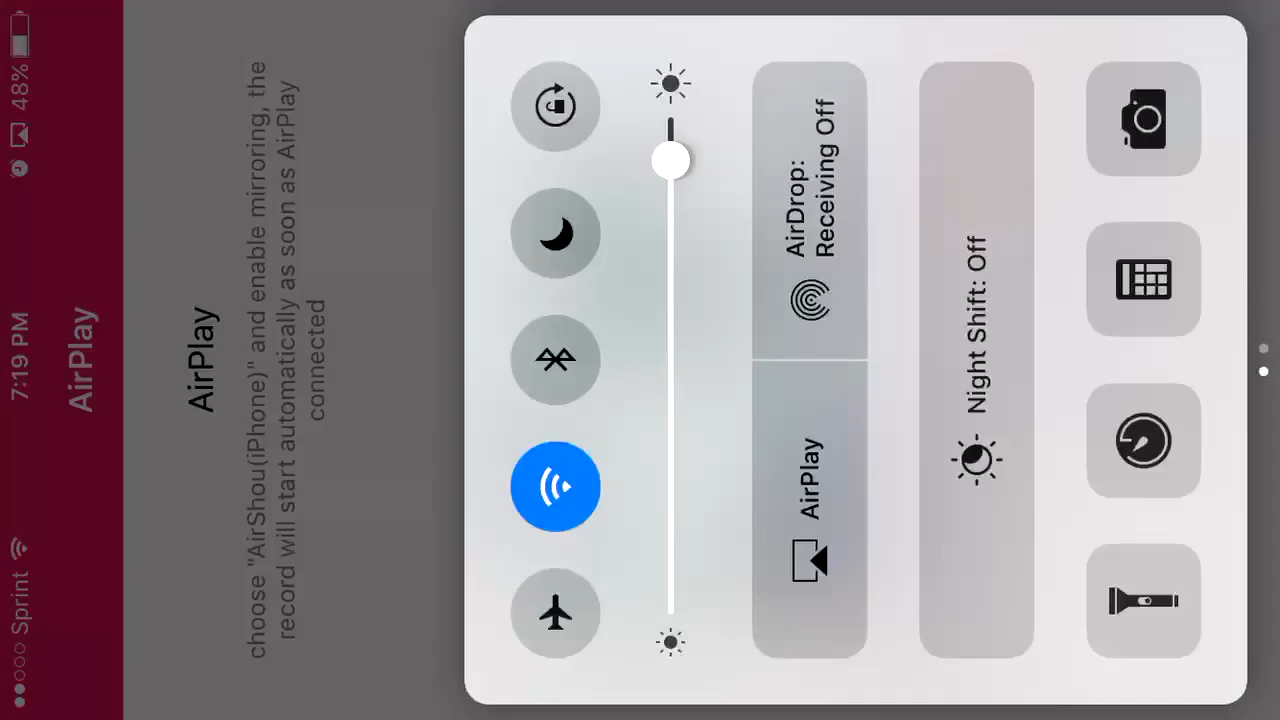 Sprint 7:19 PM 48%
AirPlay
AirPlay
choose "AirShou(iPhone)" and enable mirroring, the
record will start automatically as soon as AirPlay
connected
AirPlay
AirDrop:
Receiving Off
Night Shift: Off